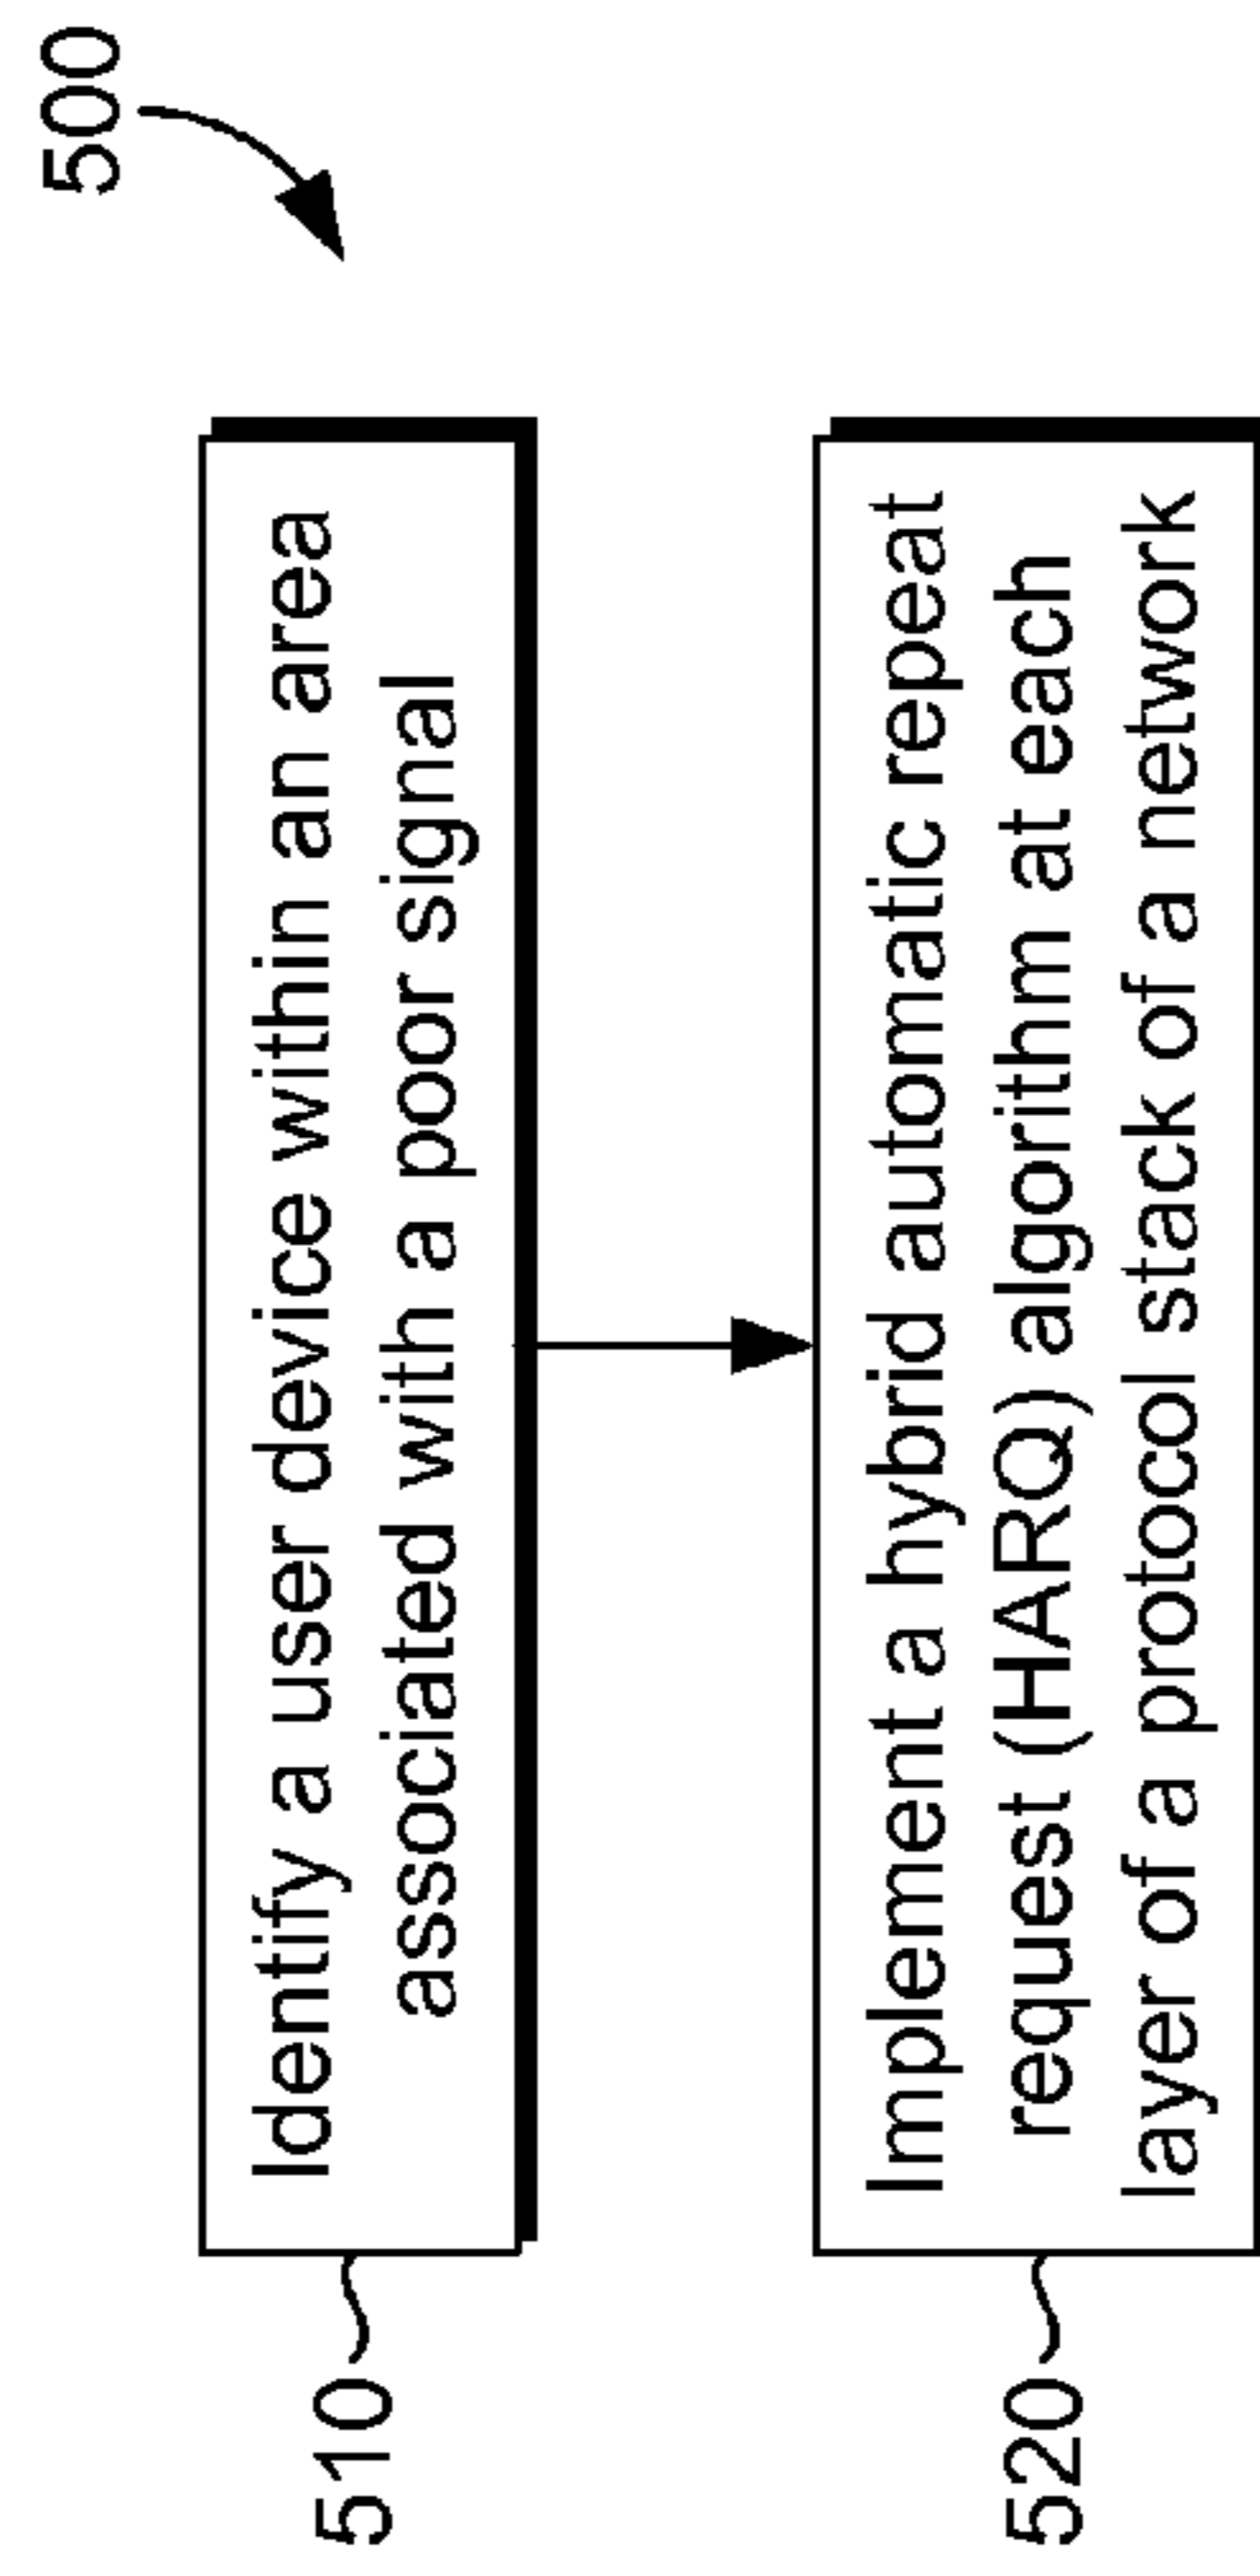 500
510
Identify a user device within an area
associated with a poor signal
520
Implement a hybrid automatic repeat
request (HARQ) algorithm at each
layer of a protocol stack of a network